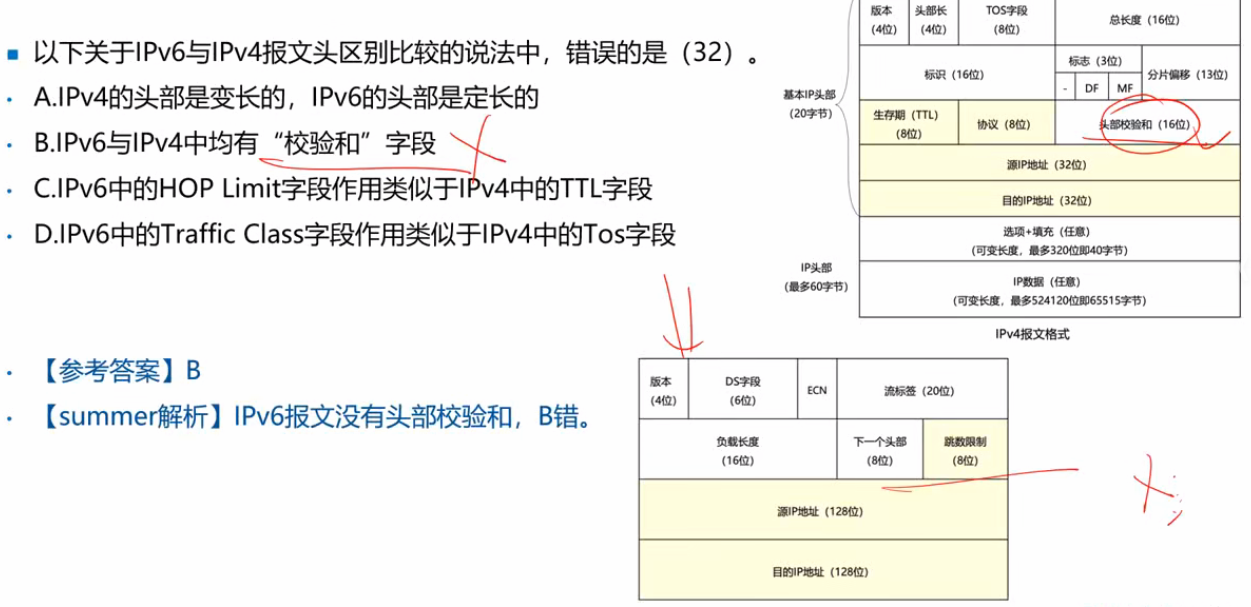 以下关于IPv6与IPv4报文头区别比较的说法中，错误的是（32）。
A.IPv4的头部是变长的，IPv6的头部是定长的
B.IPv6与IPv4中均有“校验和”字段
C.IPv6中的HOP Limit字段作用类似于IPv4中的TTL字段
D.IPv6中的Traffic Class字段作用类似于IPv4中的Tos字段
【参考答案】B
【summer解析】IPv6报文没有头部校验和，B错。
基本IP头部
（20字节）
IP头部
（最多60字节）
版本
（4位）
头部长
（4位）
TOS字段
（8位）
总长度（16位）
标识（16位）
标志（3位）
- DF MF
分片偏移（13位）
生存期（TTL）
（8位）
协议（8位）
头部校验和（16位）
源IP地址（32位）
目的IP地址（32位）
选项+填充（任意）
（可变长度，最多320位即40字节）
IP数据（任意）
（可变长度，最多524120位即65515字节）
IPv4报文格式
版本
（4位）
DS字段
（6位）
ECN
流标签（20位）
负载长度
（16位）
下一个头部
（8位）
跳数限制
（8位）
源IP地址（128位）
目的IP地址（128位）